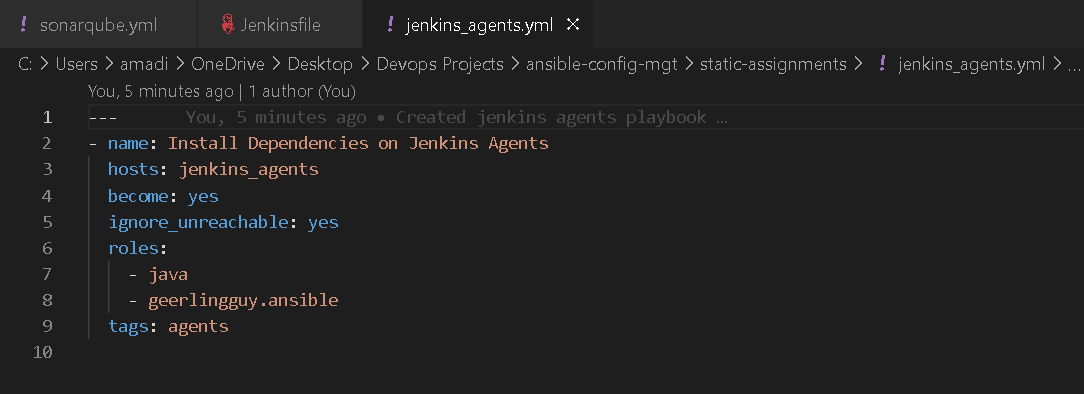 ! sonarqube.yml Jenkinsfile ! jenkins_agents.yml ×
C: > Users > amadi > OneDrive > Desktop > Devops Projects > ansible-config-mgt > static-assignments > ! jenkins_agents.yml > ...
You, 5 minutes ago | 1 author (You)
1 --- You, 5 minutes ago • Created jenkins agents playbook …
2 - name: Install Dependencies on Jenkins Agents
3 hosts: jenkins_agents
4 become: yes
5 ignore_unreachable: yes
6 roles:
7 - java
8 - geerlingguy.ansible
9 tags: agents
10